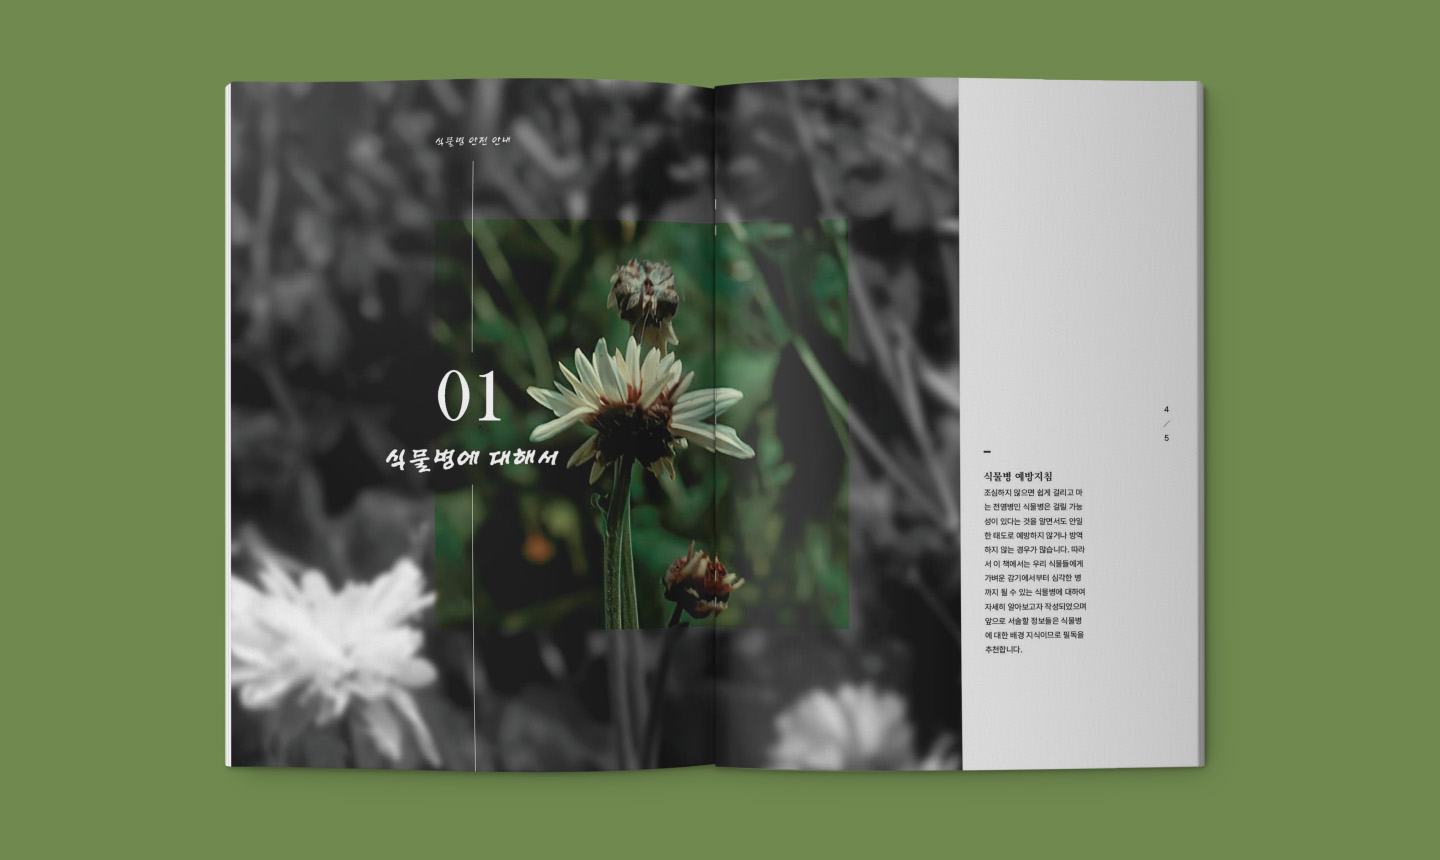 식물병 안전 안내
01
식물병에 대해서
4
/
5
식물병 예방지침
조심하지 않으면 쉽게 걸리고 마
는 전염병인 식물병은 걸릴 가능
성이 있다는 것을 알면서도 안일
한 태도로 예방하지 않거나 방역
하지 않는 경우가 많습니다. 따라
서 이 책에서는 우리 식물들에게
가벼운 감기에서부터 심각한 병
까지 될 수 있는 식물병에 대하여
자세히 알아보고자 작성되었으며
앞으로 서술할 정보들은 식물병
에 대한 배경 지식이므로 필독을
추천합니다.